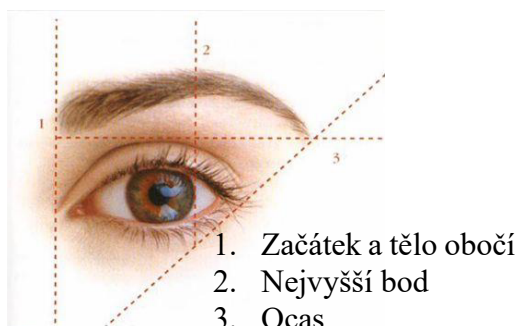 2
1
3
1. Začátek a tělo obočí
2. Nejvyšší bod
3. Ocas